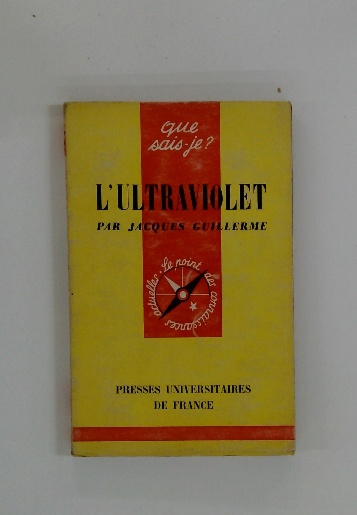 que
sais-je?
L'ULTRAVIOLET
PAR JACQUES GUILLERME
Le point des connaissances actuelles
PRESSES UNIVERSITAIRES
DE FRANCE